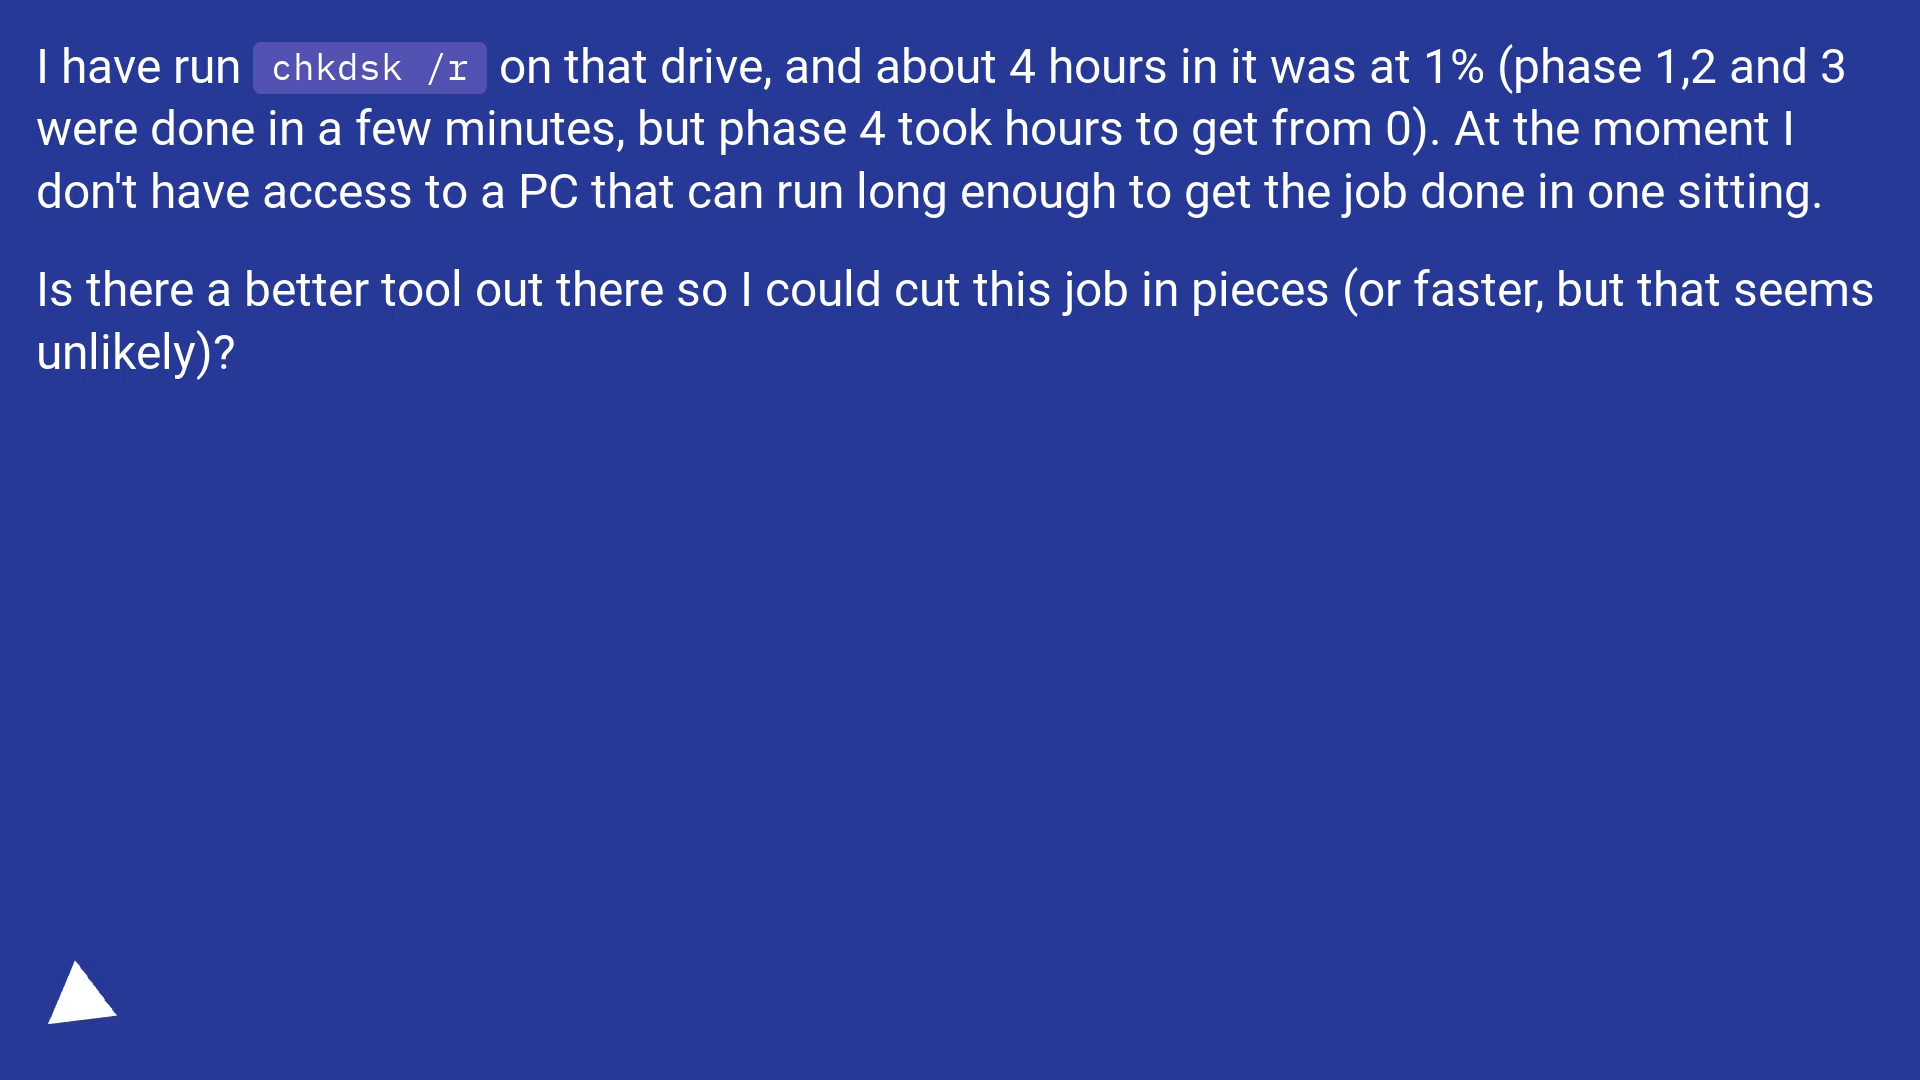 I have run chkdsk /r on that drive, and about 4 hours in it was at 1% (phase 1,2 and 3
were done in a few minutes, but phase 4 took hours to get from 0). At the moment I
don't have access to a PC that can run long enough to get the job done in one sitting.
Is there a better tool out there so I could cut this job in pieces (or faster, but that seems
unlikely)?